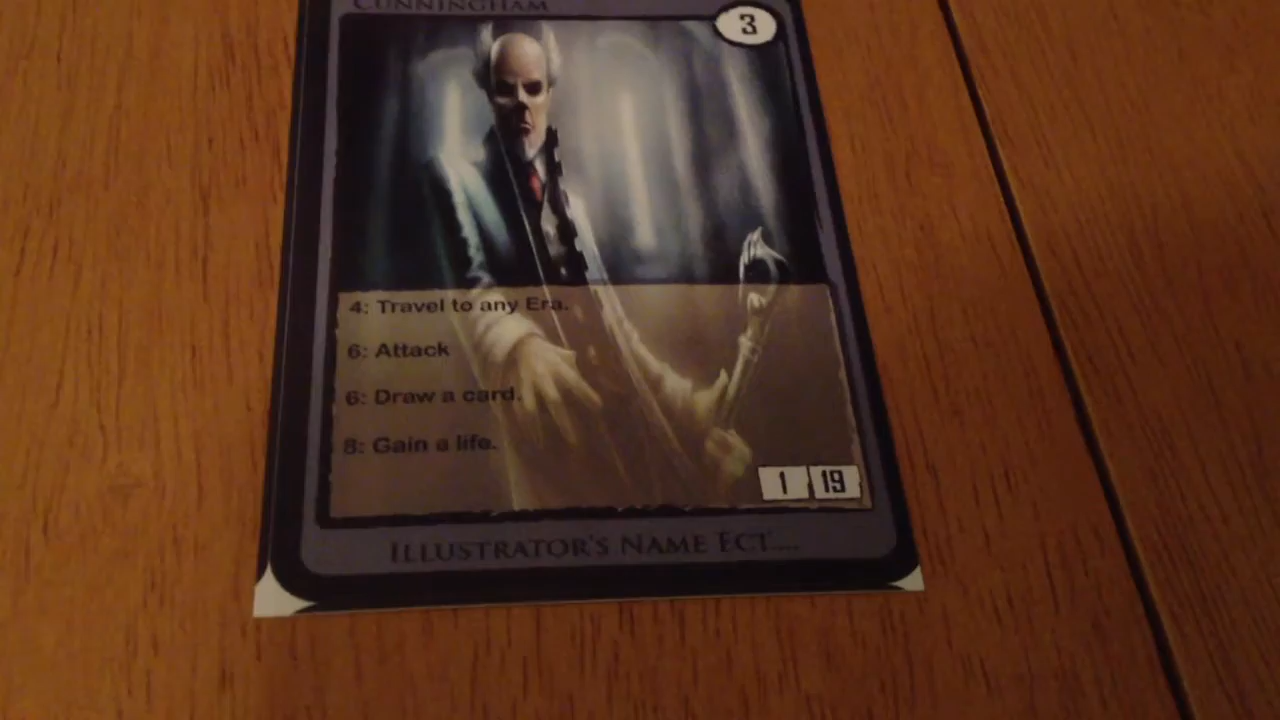 CUNNINGHAM
3
4: Travel to any Era.
6: Attack
6: Draw a card.
8: Gain a life.
1 19
ILLUSTRATOR'S NAME ECT....